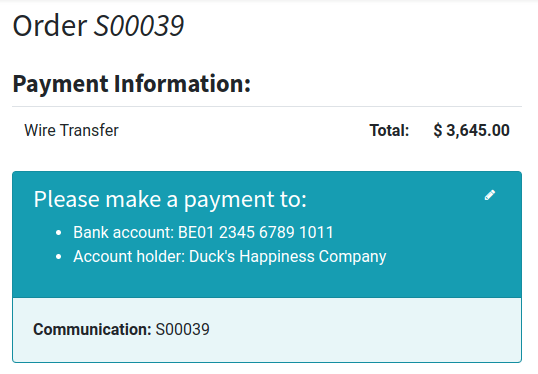 Order S00039
Payment Information:
Wire Transfer Total: $ 3,645.00
Please make a payment to:
• Bank account: BE01 2345 6789 1011
• Account holder: Duck's Happiness Company
Communication: S00039